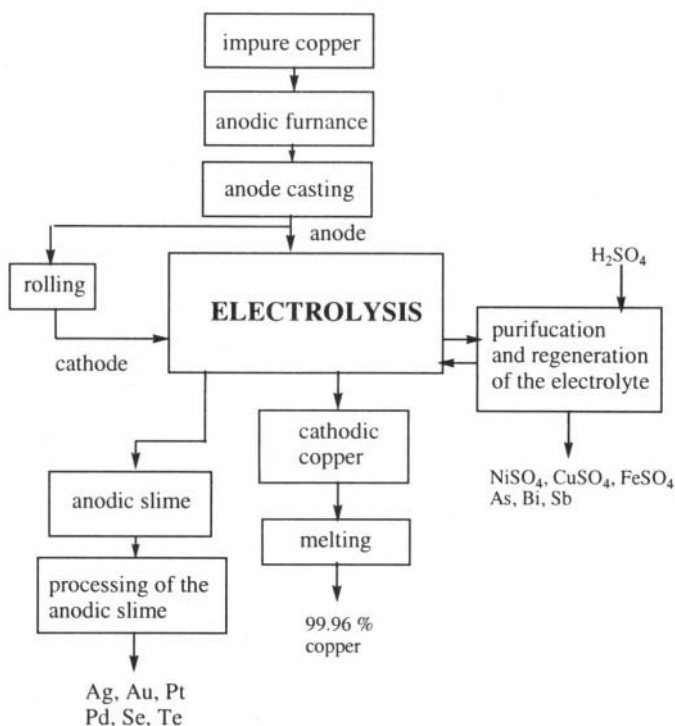 impure copper
anodic furnance
anode casting
anode
rolling
cathode
ELECTROLYSIS
H₂SO₄
purifucation
and regeneration
of the electrolyte
NiSO₄, CuSO₄, FeSO₄
As, Bi, Sb
cathodic
copper
melting
99.96 %
copper
anodic slime
processing of the
anodic slime
Ag, Au, Pt
Pd, Se, Te